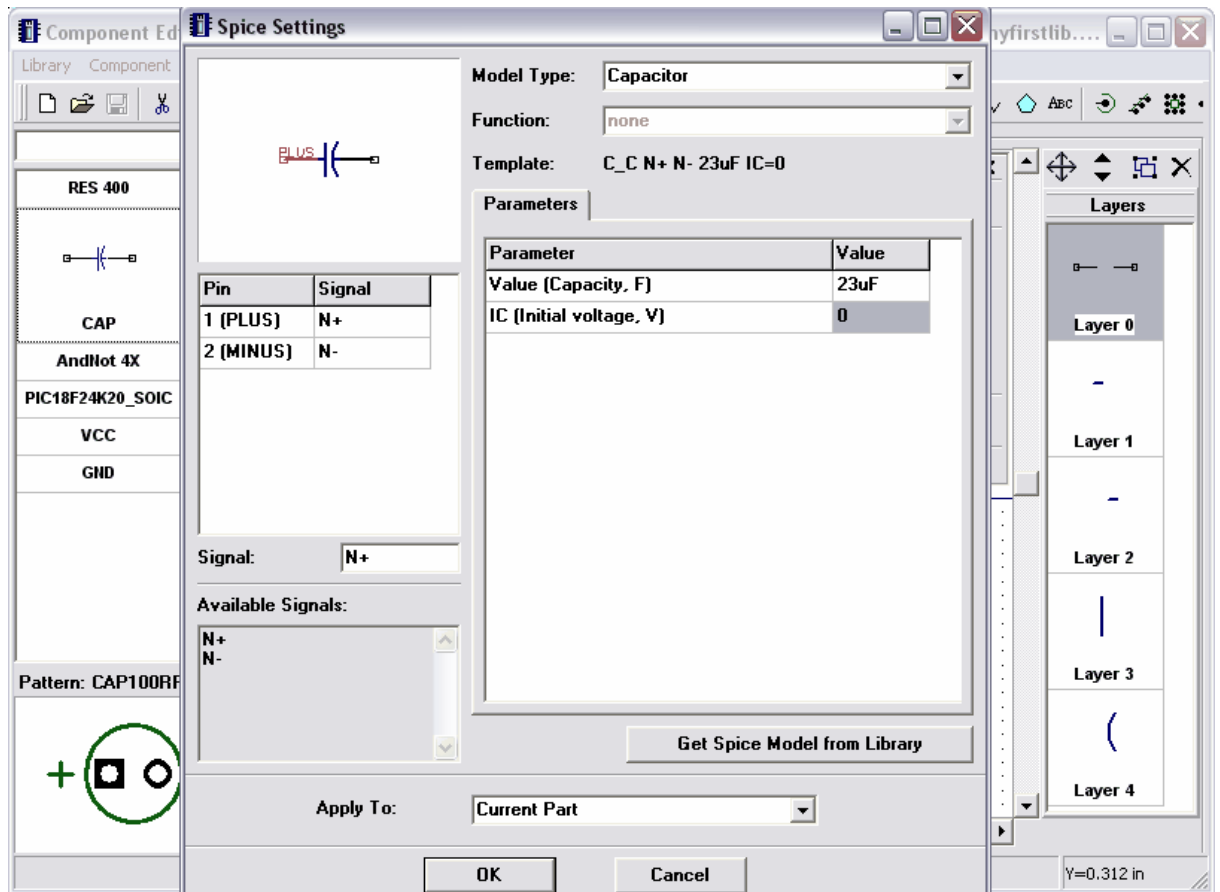 Component Ed
Spice Settings
nyfirstlib....
Library Component
ABC
RES 400
CAP
AndNot 4X
PIC18F24K20_SOIC
VCC
GND
Pattern: CAP100RP
PLUS
Pin Signal
1 (PLUS) N+
2 (MINUS) N-
Signal: N+
Available Signals:
N+
N-
Model Type: Capacitor
Function: none
Template: C_C N+ N- 23uF IC=0
Parameters
Parameter Value
Value (Capacity, F) 23uF
IC (Initial voltage, V) 0
Get Spice Model from Library
Apply To: Current Part
OK Cancel
Layers
Layer 0
Layer 1
Layer 2
Layer 3
Layer 4
Y=0.312 in